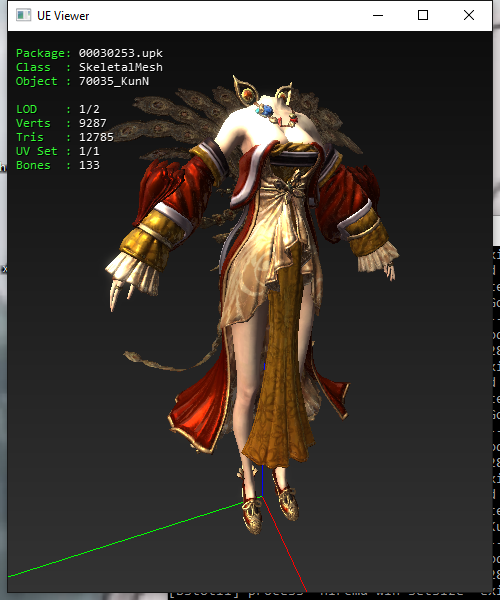 UE Viewer
Package: 00030253.upk
Class : SkeletalMesh
Object : 70035_KunN
LOD : 1/2
Verts : 9287
Tris : 12785
UV Set : 1/1
Bones : 133